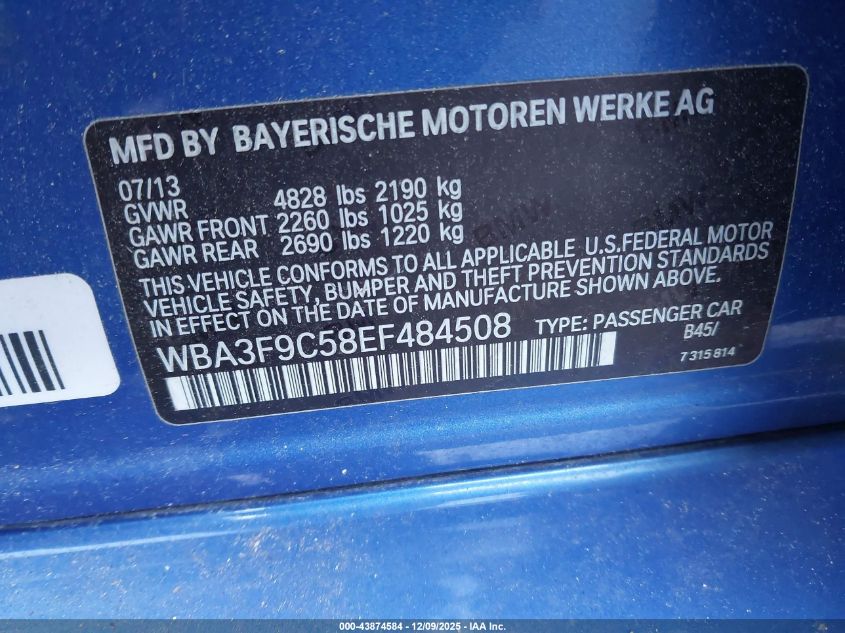 MFD BY BAYERISCHE MOTOREN WERKE AG
07/13
GVWR 4828 lbs 2190 kg
GAWR FRONT 2260 lbs 1025 kg
GAWR REAR 2690 lbs 1220 kg
THIS VEHICLE CONFORMS TO ALL APPLICABLE U.S.FEDERAL MOTOR
VEHICLE SAFETY, BUMPER AND THEFT PREVENTION STANDARDS
IN EFFECT ON THE DATE OF MANUFACTURE SHOWN ABOVE.
WBA3F9C58EF484508 TYPE: PASSENGER CAR
B45/
7 315 814
000-43874584 | 12/09/2025 - IAA Inc.